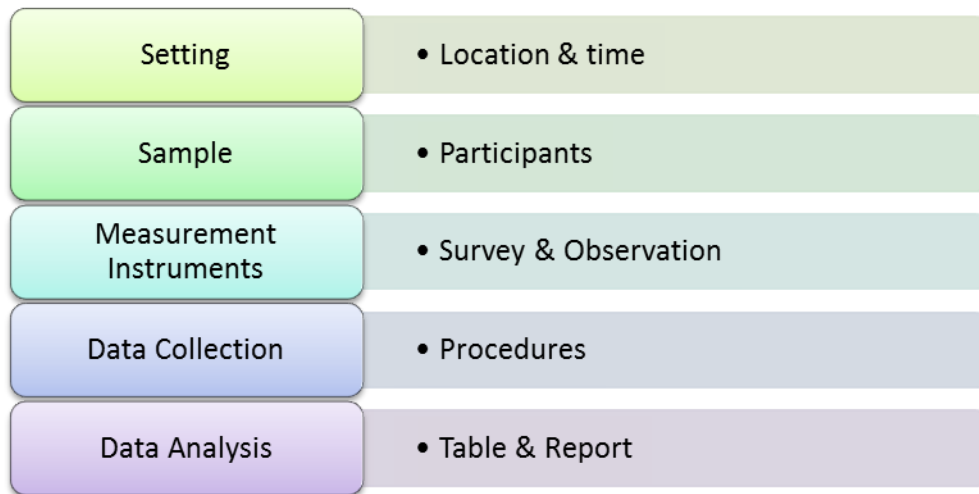 Setting
• Location & time
Sample
• Participants
Measurement
Instruments
• Survey & Observation
Data Collection
• Procedures
Data Analysis
• Table & Report